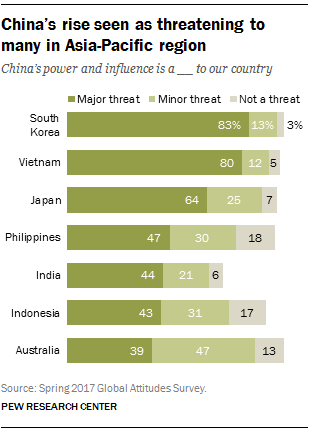 China's rise seen as threatening to
many in Asia-Pacific region
China's power and influence is a __ to our country
Major threat Minor threat Not a threat
South
Korea 83% 13% 3%
Vietnam 80 12 5
Japan 64 25 7
Philippines 47 30 18
India 44 21 6
Indonesia 43 31 17
Australia 39 47 13
Source: Spring 2017 Global Attitudes Survey.
PEW RESEARCH CENTER